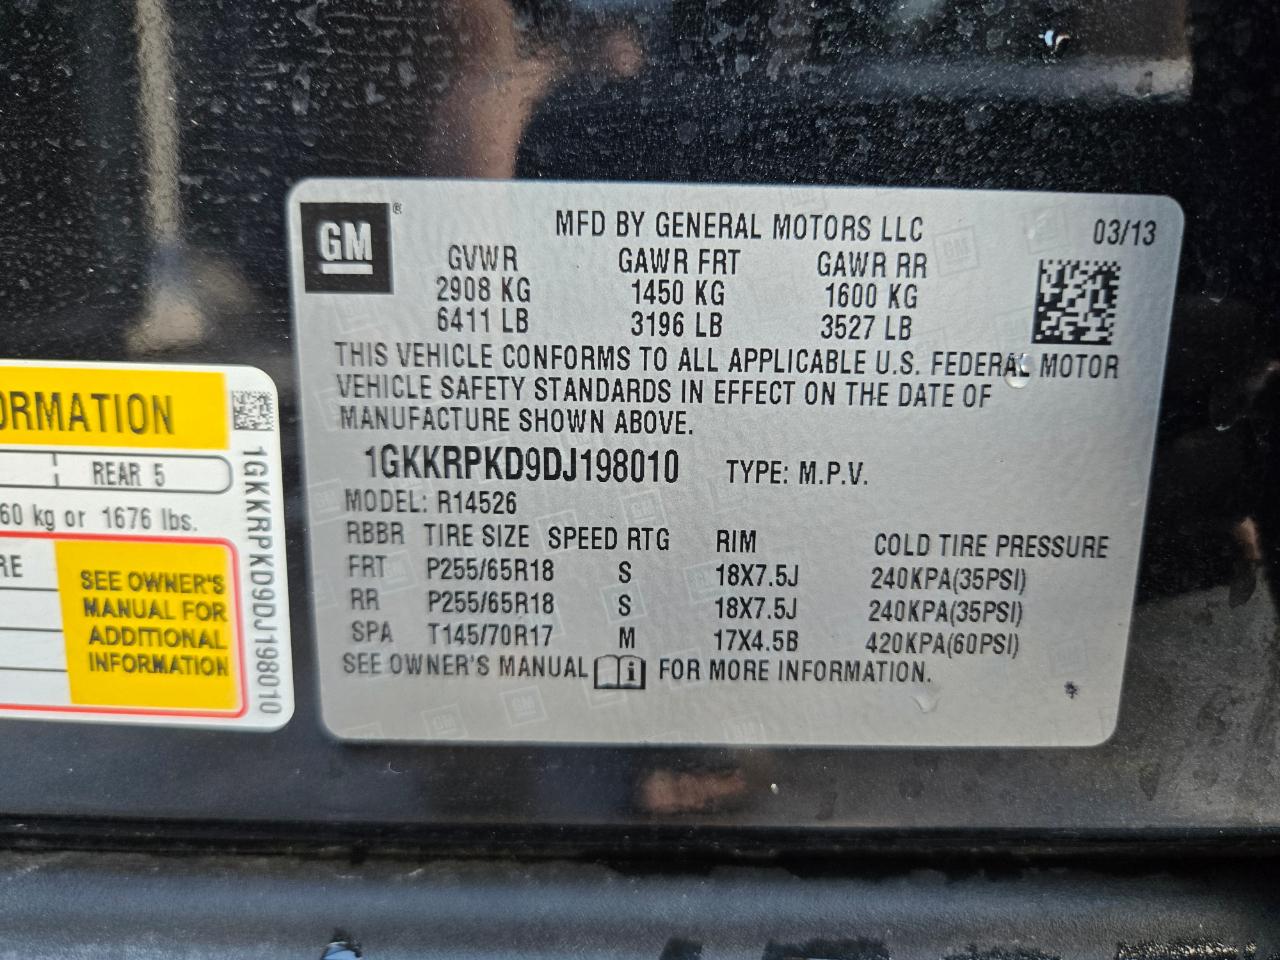 GM ®
MFD BY GENERAL MOTORS LLC 03/13
GVWR GAWR FRT GAWR RR
2908 KG 1450 KG 1600 KG
6411 LB 3196 LB 3527 LB
THIS VEHICLE CONFORMS TO ALL APPLICABLE U.S. FEDERAL MOTOR
VEHICLE SAFETY STANDARDS IN EFFECT ON THE DATE OF
MANUFACTURE SHOWN ABOVE.
1GKKRPKD9DJ198010 TYPE: M.P.V.
MODEL: R14526
RBBR TIRE SIZE SPEED RTG RIM COLD TIRE PRESSURE
FRT P255/65R18 S 18X7.5J 240KPA(35PSI)
RR P255/65R18 S 18X7.5J 240KPA(35PSI)
SPA T145/70R17 M 17X4.5B 420KPA(60PSI)
SEE OWNER'S MANUAL i FOR MORE INFORMATION.
ORMATION
REAR 5
60 kg or 1676 lbs.
RE
SEE OWNER'S
MANUAL FOR
ADDITIONAL
INFORMATION
1GKKRPKD9DJ198010